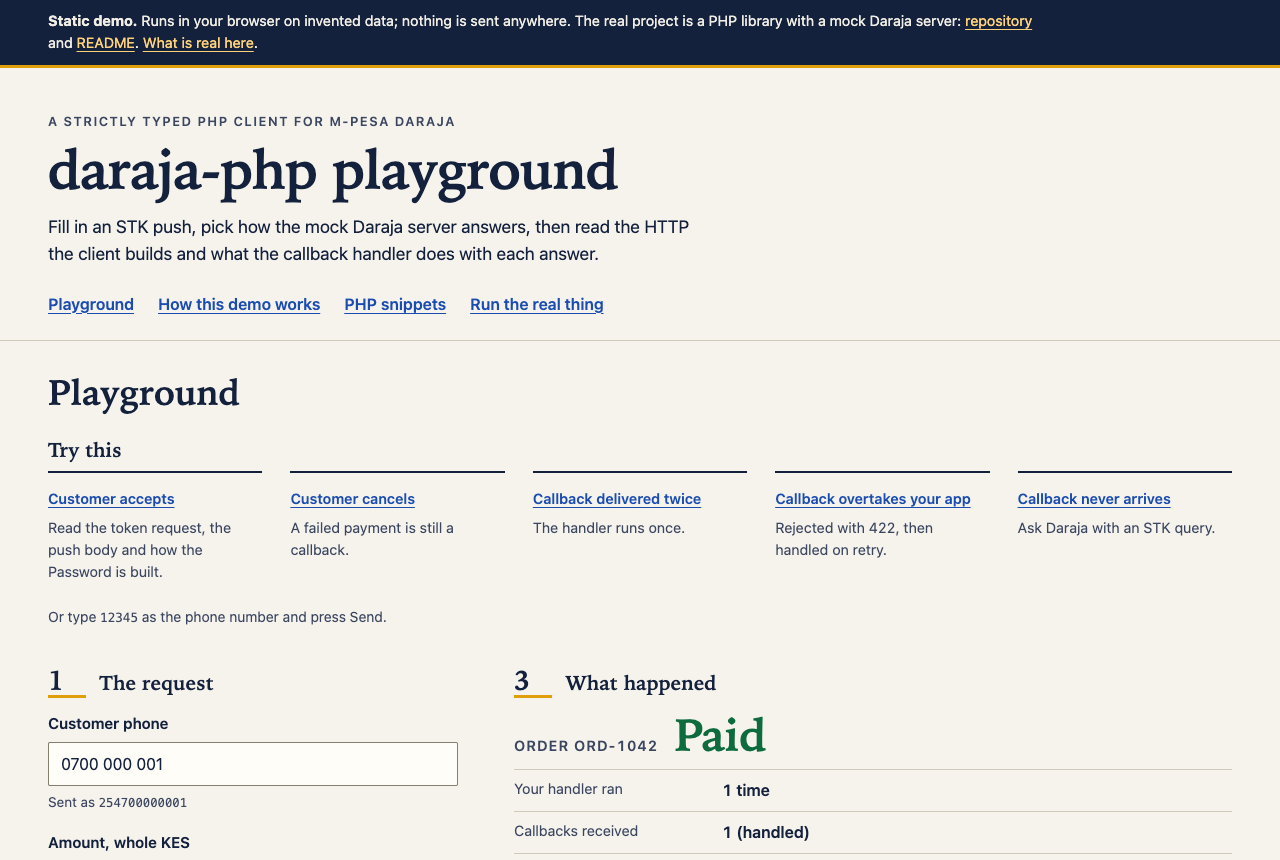 Static demo. Runs in your browser on invented data; nothing is sent anywhere. The real project is a PHP library with a mock Daraja server: repository
and README. What is real here.
A STRICTLY TYPED PHP CLIENT FOR M-PESA DARAJA
daraja-php playground
Fill in an STK push, pick how the mock Daraja server answers, then read the HTTP
the client builds and what the callback handler does with each answer.
Playground How this demo works PHP snippets Run the real thing
Playground
Try this
Customer accepts
Read the token request, the
push body and how the
Password is built.
Customer cancels
A failed payment is still a
callback.
Callback delivered twice
The handler runs once.
Callback overtakes your app
Rejected with 422, then
handled on retry.
Callback never arrives
Ask Daraja with an STK query.
Or type 12345 as the phone number and press Send.
1 The request
Customer phone
0700 000 001
Sent as 254700000001
Amount, whole KES
3 What happened
ORDER ORD-1042 Paid
Your handler ran 1 time
Callbacks received 1 (handled)